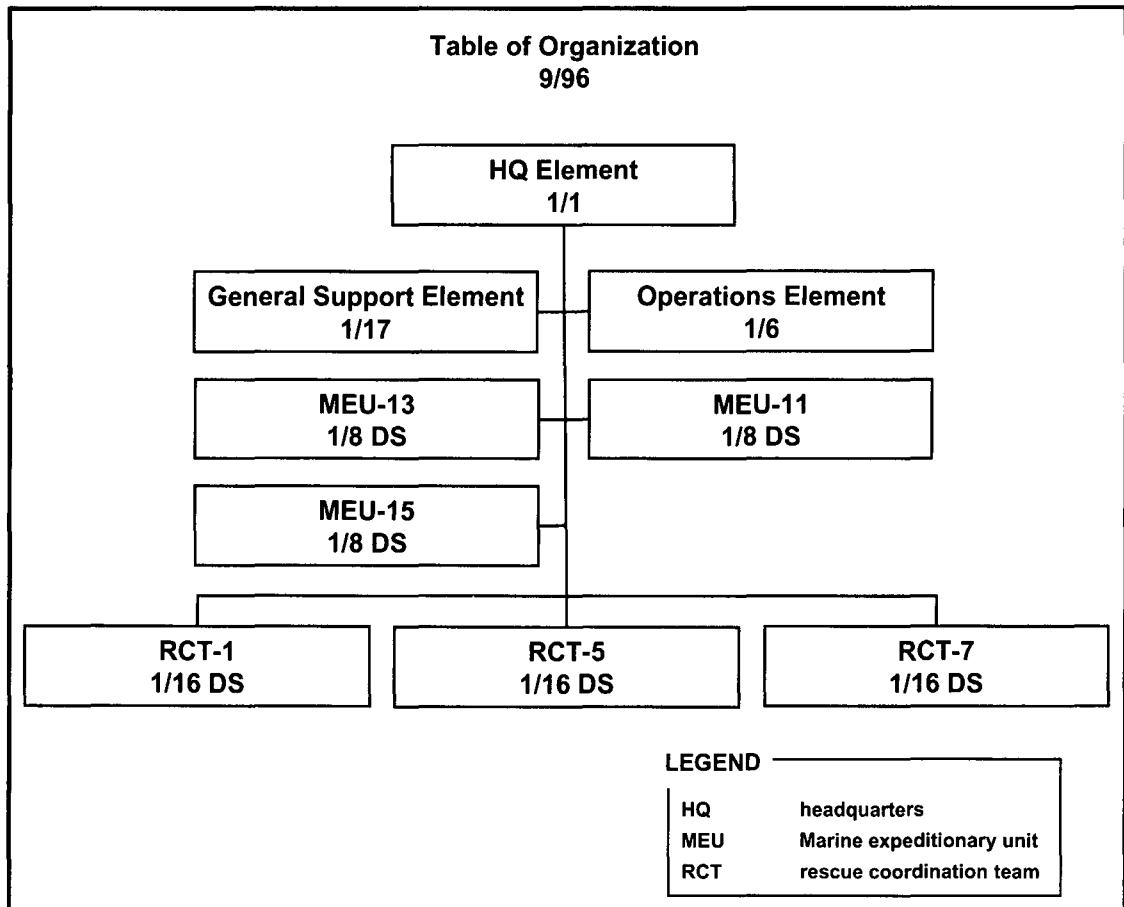 Table of Organization
9/96
HQ Element
1/1
General Support Element
1/17
Operations Element
1/6
MEU-13
1/8 DS
MEU-11
1/8 DS
MEU-15
1/8 DS
RCT-1
1/16 DS
RCT-5
1/16 DS
RCT-7
1/16 DS
LEGEND
HQ headquarters
MEU Marine expeditionary unit
RCT rescue coordination team